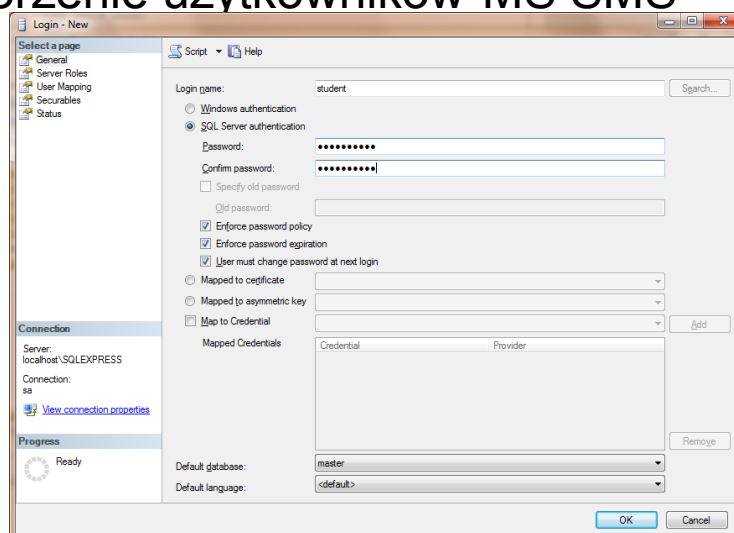 użytkowników MS SMS
Login - New
Select a page
General
Server Roles
User Mapping
Securables
Status
Script
Help
Login name:
student
Search...
Windows authentication
SQL Server authentication
Password:
●●●●●●●●●●
Confirm password:
●●●●●●●●●●
Specify old password
Old password:
Enforce password policy
Enforce password expiration
User must change password at next login
Mapped to certificate
Mapped to asymmetric key
Map to Credential
Add
Mapped Credentials
Credential Provider
Remove
Default database:
master
Default language:
<default>
Connection
Server:
localhost\SQLEXPRESS
Connection:
sa
View connection properties
Progress
Ready
OK
Cancel